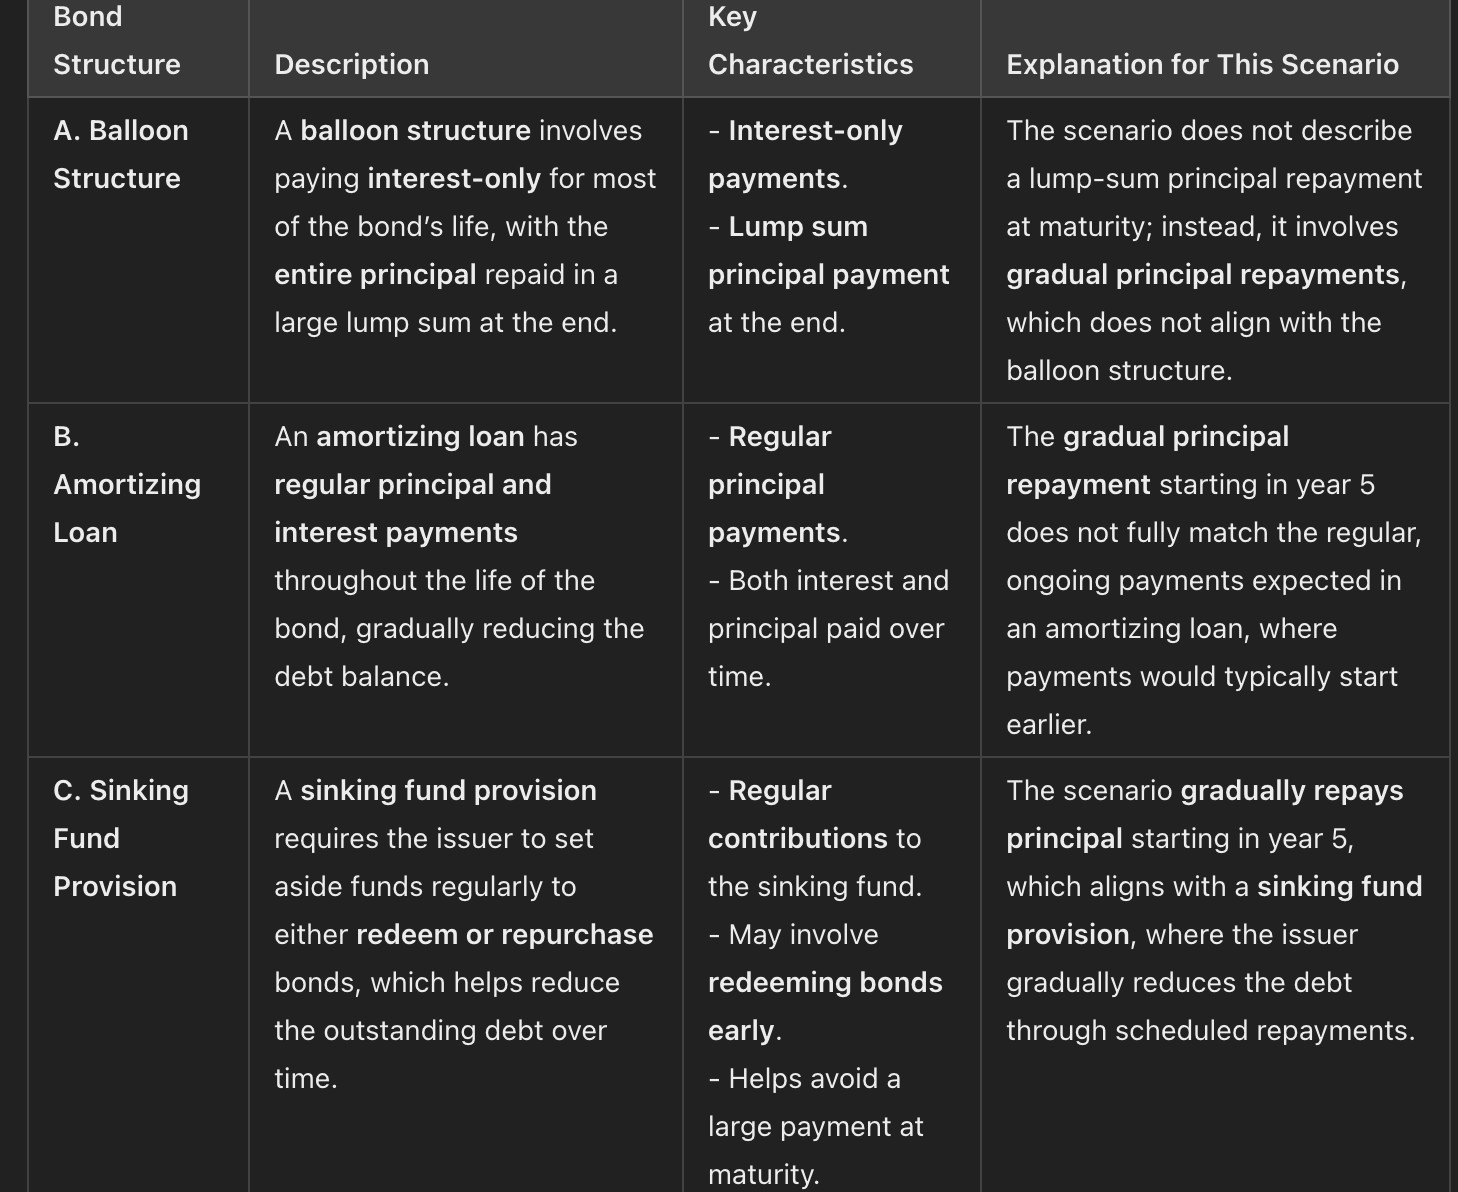 Bond
Structure
Description
Key
Characteristics
Explanation for This Scenario
A. Balloon
Structure
A balloon structure involves
paying interest-only for most
of the bond’s life, with the
entire principal repaid in a
large lump sum at the end.
- Interest-only
payments.
- Lump sum
principal payment
at the end.
The scenario does not describe
a lump-sum principal repayment
at maturity; instead, it involves
gradual principal repayments,
which does not align with the
balloon structure.
B.
Amortizing
Loan
An amortizing loan has
regular principal and
interest payments
throughout the life of the
bond, gradually reducing the
debt balance.
- Regular
principal
payments.
- Both interest and
principal paid over
time.
The gradual principal
repayment starting in year 5
does not fully match the regular,
ongoing payments expected in
an amortizing loan, where
payments would typically start
earlier.
C. Sinking
Fund
Provision
A sinking fund provision
requires the issuer to set
aside funds regularly to
either redeem or repurchase
bonds, which helps reduce
the outstanding debt over
time.
- Regular
contributions to
the sinking fund.
- May involve
redeeming bonds
early.
- Helps avoid a
large payment at
maturity.
The scenario gradually repays
principal starting in year 5,
which aligns with a sinking fund
provision, where the issuer
gradually reduces the debt
through scheduled repayments.